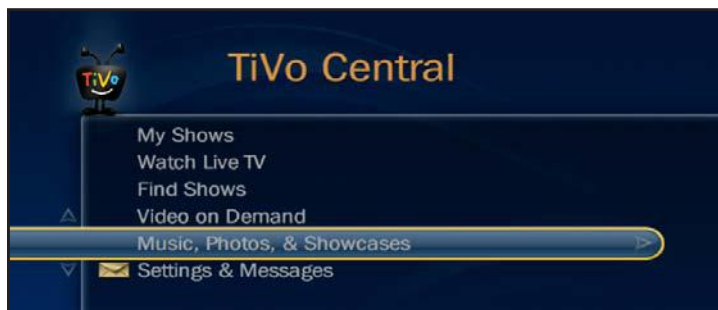 TiVo
TiVo Central
My Shows
Watch Live TV
Find Shows
Video on Demand
Music, Photos, & Showcases
Settings & Messages